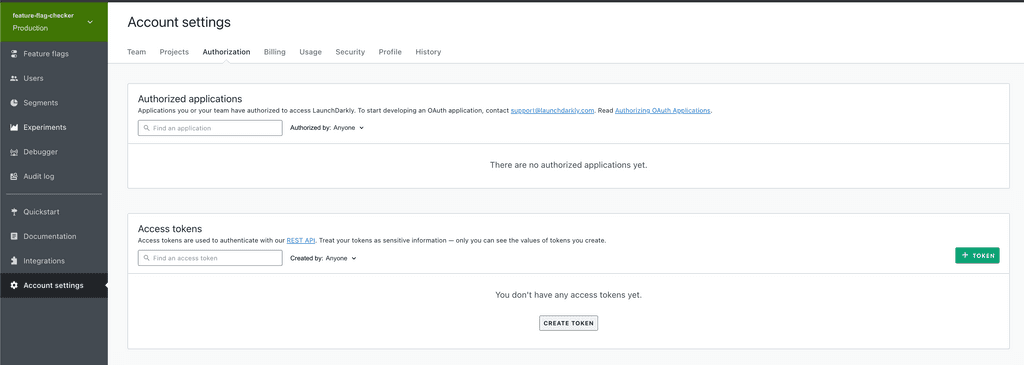 feature-flag-checker
Production
Feature flags
Users
Segments
Experiments
Debugger
Audit log
Quickstart
Documentation
Integrations
Account settings
Account settings
Team Projects Authorization Billing Usage Security Profile History
Authorized applications
Applications you or your team have authorized to access LaunchDarkly. To start developing an OAuth application, contact support@launchdarkly.com. Read Authorizing OAuth Applications.
Find an application Authorized by: Anyone
There are no authorized applications yet.
Access tokens
Access tokens are used to authenticate with our REST API. Treat your tokens as sensitive information — only you can see the values of tokens you create.
Find an access token Created by: Anyone + TOKEN
You don't have any access tokens yet.
CREATE TOKEN